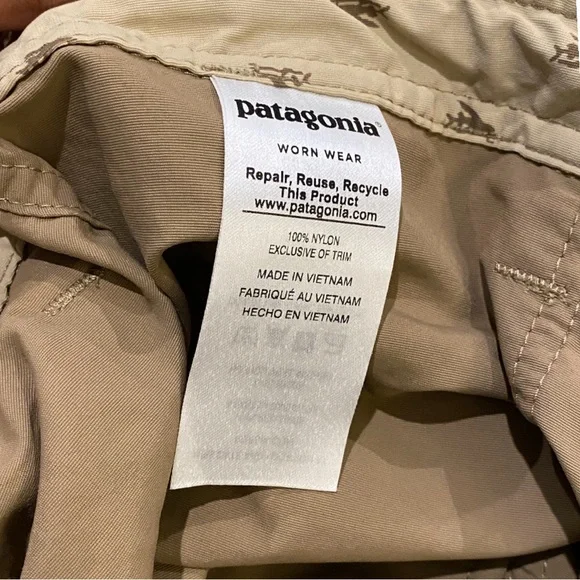 patagonia®
WORN WEAR
Repair, Reuse, Recycle
This Product
www.patagonia.com
100% NYLON
EXCLUSIVE OF TRIM
MADE IN VIETNAM
FABRIQUÉ AU VIETNAM
HECHO EN VIETNAM